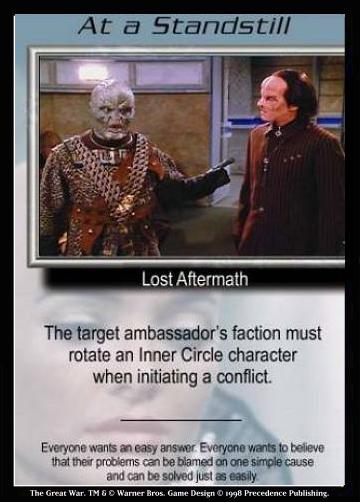 At a Standstill
Lost Aftermath
The target ambassador's faction must
rotate an Inner Circle character
when initiating a conflict.
Everyone wants an easy answer. Everyone wants to believe
that their problems can be blamed on one simple cause
and can be solved just as easily.
The Great War. TM & © Warner Bros. Game Design © 1998 Precedence Publishing.